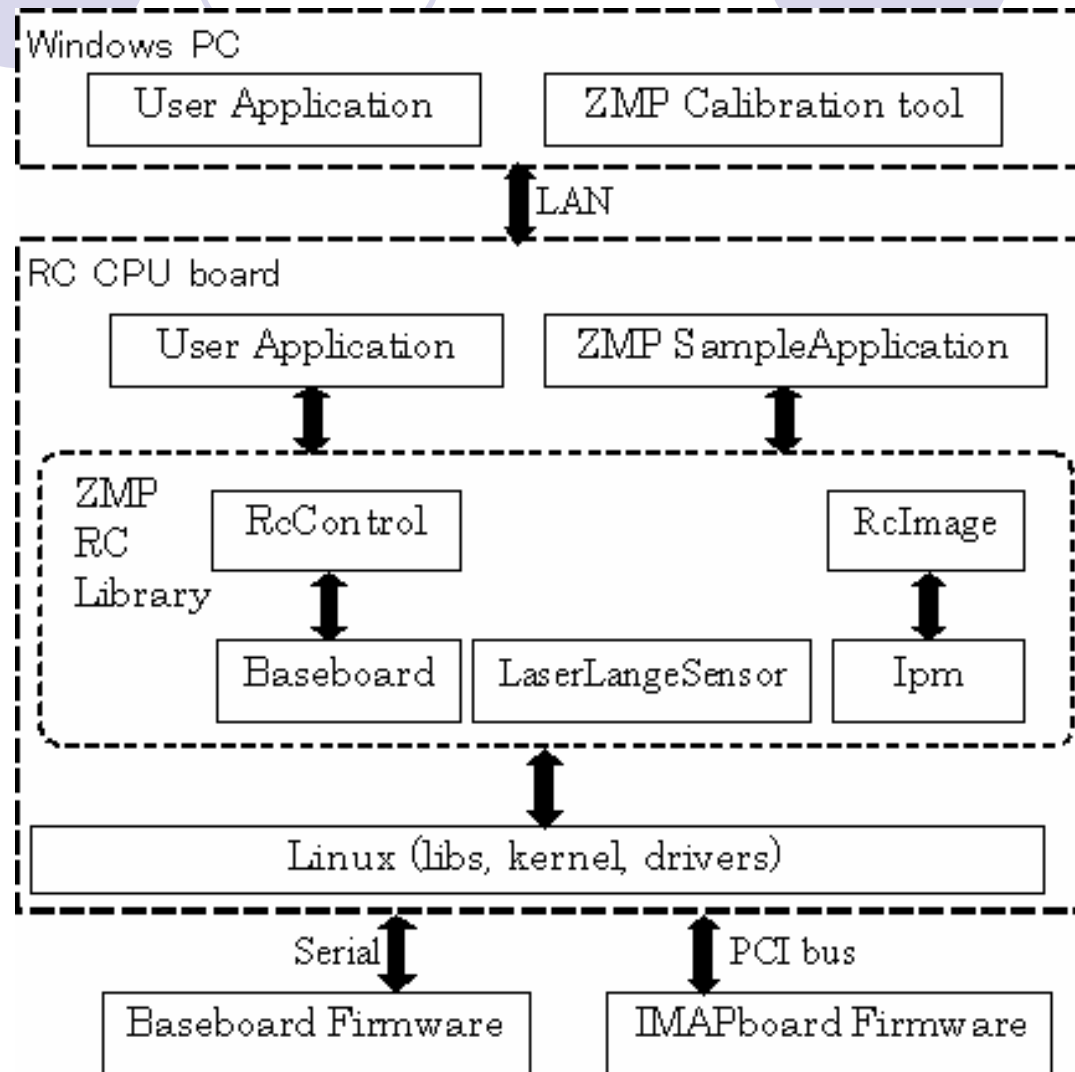 Windows PC
User Application
ZMP Calibration tool
LAN
RC CPU board
User Application
ZMP SampleApplication
ZMP
RC
Library
RcControl
RcImage
Baseboard
LaserLangeSensor
Ipm
Linux (libs, kernel, drivers)
Serial
PCI bus
Baseboard Firmware
IMAPboard Firmware